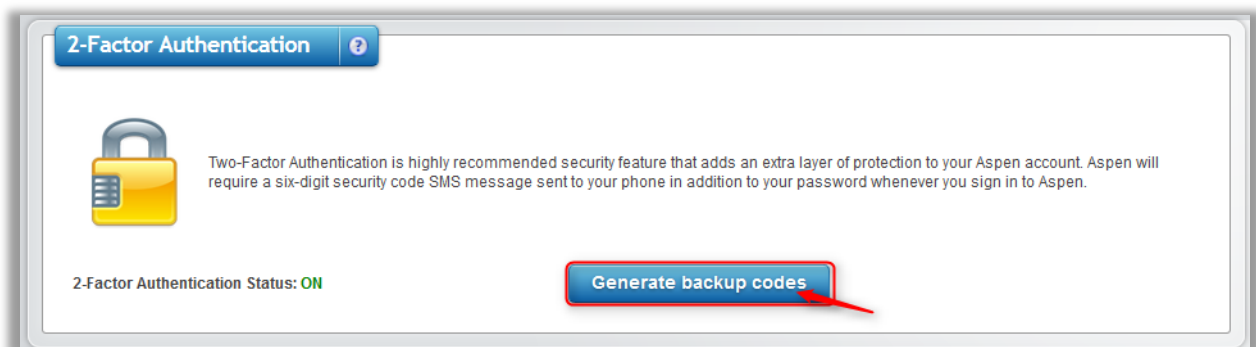 2-Factor Authentication ?
Two-Factor Authentication is highly recommended security feature that adds an extra layer of protection to your Aspen account. Aspen will
require a six-digit security code SMS message sent to your phone in addition to your password whenever you sign in to Aspen.
2-Factor Authentication Status: ON
Generate backup codes